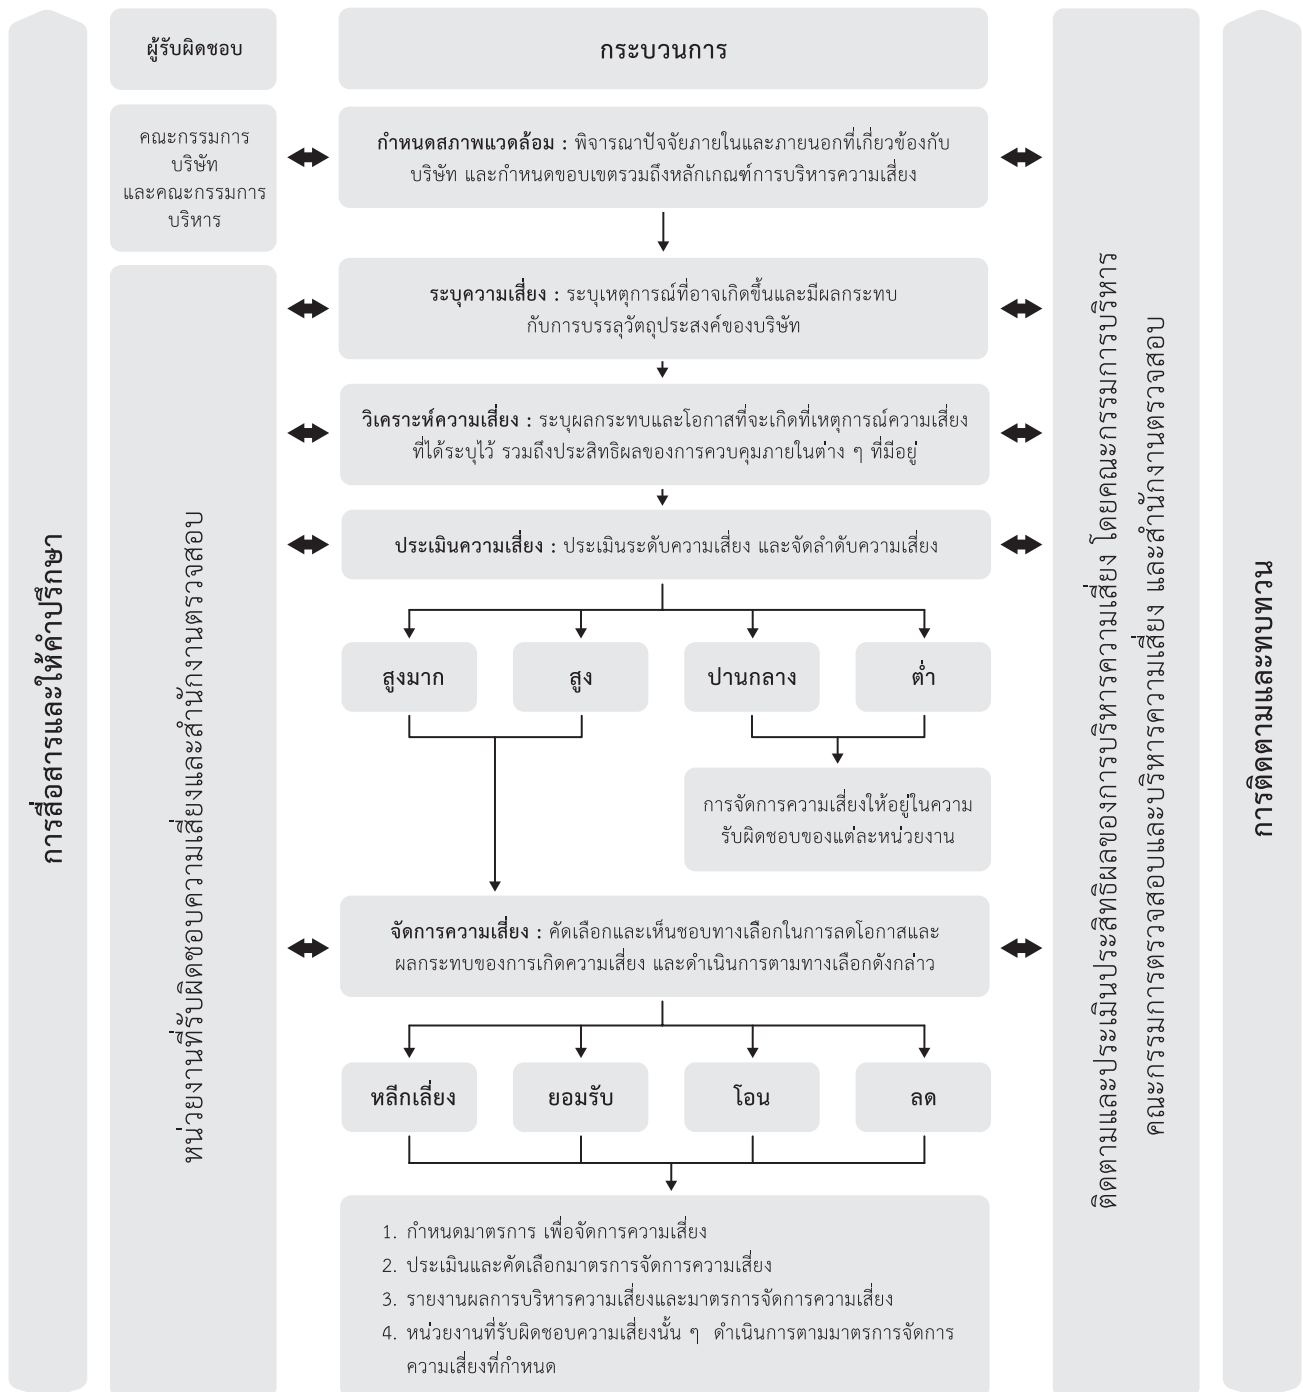 ผู้รับผิดชอบ
กระบวนการ
คณะกรรมการ
บริษัท
และคณะกรรมการ
บริหาร
กำหนดสภาพแวดล้อม : พิจารณาปัจจัยภายในและภายนอกที่เกี่ยวข้องกับ
บริษัท และกำหนดขอบเขตรวมถึงหลักเกณฑ์การบริหารความเสี่ยง
ระบุความเสี่ยง : ระบุเหตุการณ์ที่อาจเกิดขึ้นและมีผลกระทบ
กับการบรรลุวัตถุประสงค์ของบริษัท
วิเคราะห์ความเสี่ยง : ระบุผลกระทบและโอกาสที่จะเกิดที่เหตุการณ์ความเสี่ยง
ที่ได้ระบุไว้ รวมถึงประสิทธิผลของการควบคุมภายในต่าง ๆ ที่มีอยู่
ประเมินความเสี่ยง : ประเมินระดับความเสี่ยง และจัดลำดับความเสี่ยง
สูงมาก
สูง
ปานกลาง
ต่ำ
การจัดการความเสี่ยงให้อยู่ในความ
รับผิดชอบของแต่ละหน่วยงาน
จัดการความเสี่ยง : คัดเลือกและเห็นชอบทางเลือกในการลดโอกาสและ
ผลกระทบของการเกิดความเสี่ยง และดำเนินการตามทางเลือกดังกล่าว
หลีกเลี่ยง
ยอมรับ
โอน
ลด
1. กำหนดมาตรการ เพื่อจัดการความเสี่ยง
2. ประเมินและคัดเลือกมาตรการจัดการความเสี่ยง
3. รายงานผลการบริหารความเสี่ยงและมาตรการจัดการความเสี่ยง
4. หน่วยงานที่รับผิดชอบความเสี่ยงนั้น ๆ ดำเนินการตามมาตรการจัดการ
ความเสี่ยงที่กำหนด
การสื่อสารและให้คำปรึกษา
หน่วยงานที่รับผิดชอบความเสี่ยงและสำนักงานตรวจสอบ
ติดตามและประเมินประสิทธิผลของการบริหารความเสี่ยง โดยคณะกรรมการบริหาร
คณะกรรมการตรวจสอบและบริหารความเสี่ยง และสำนักงานตรวจสอบ
การติดตามและทบทวน